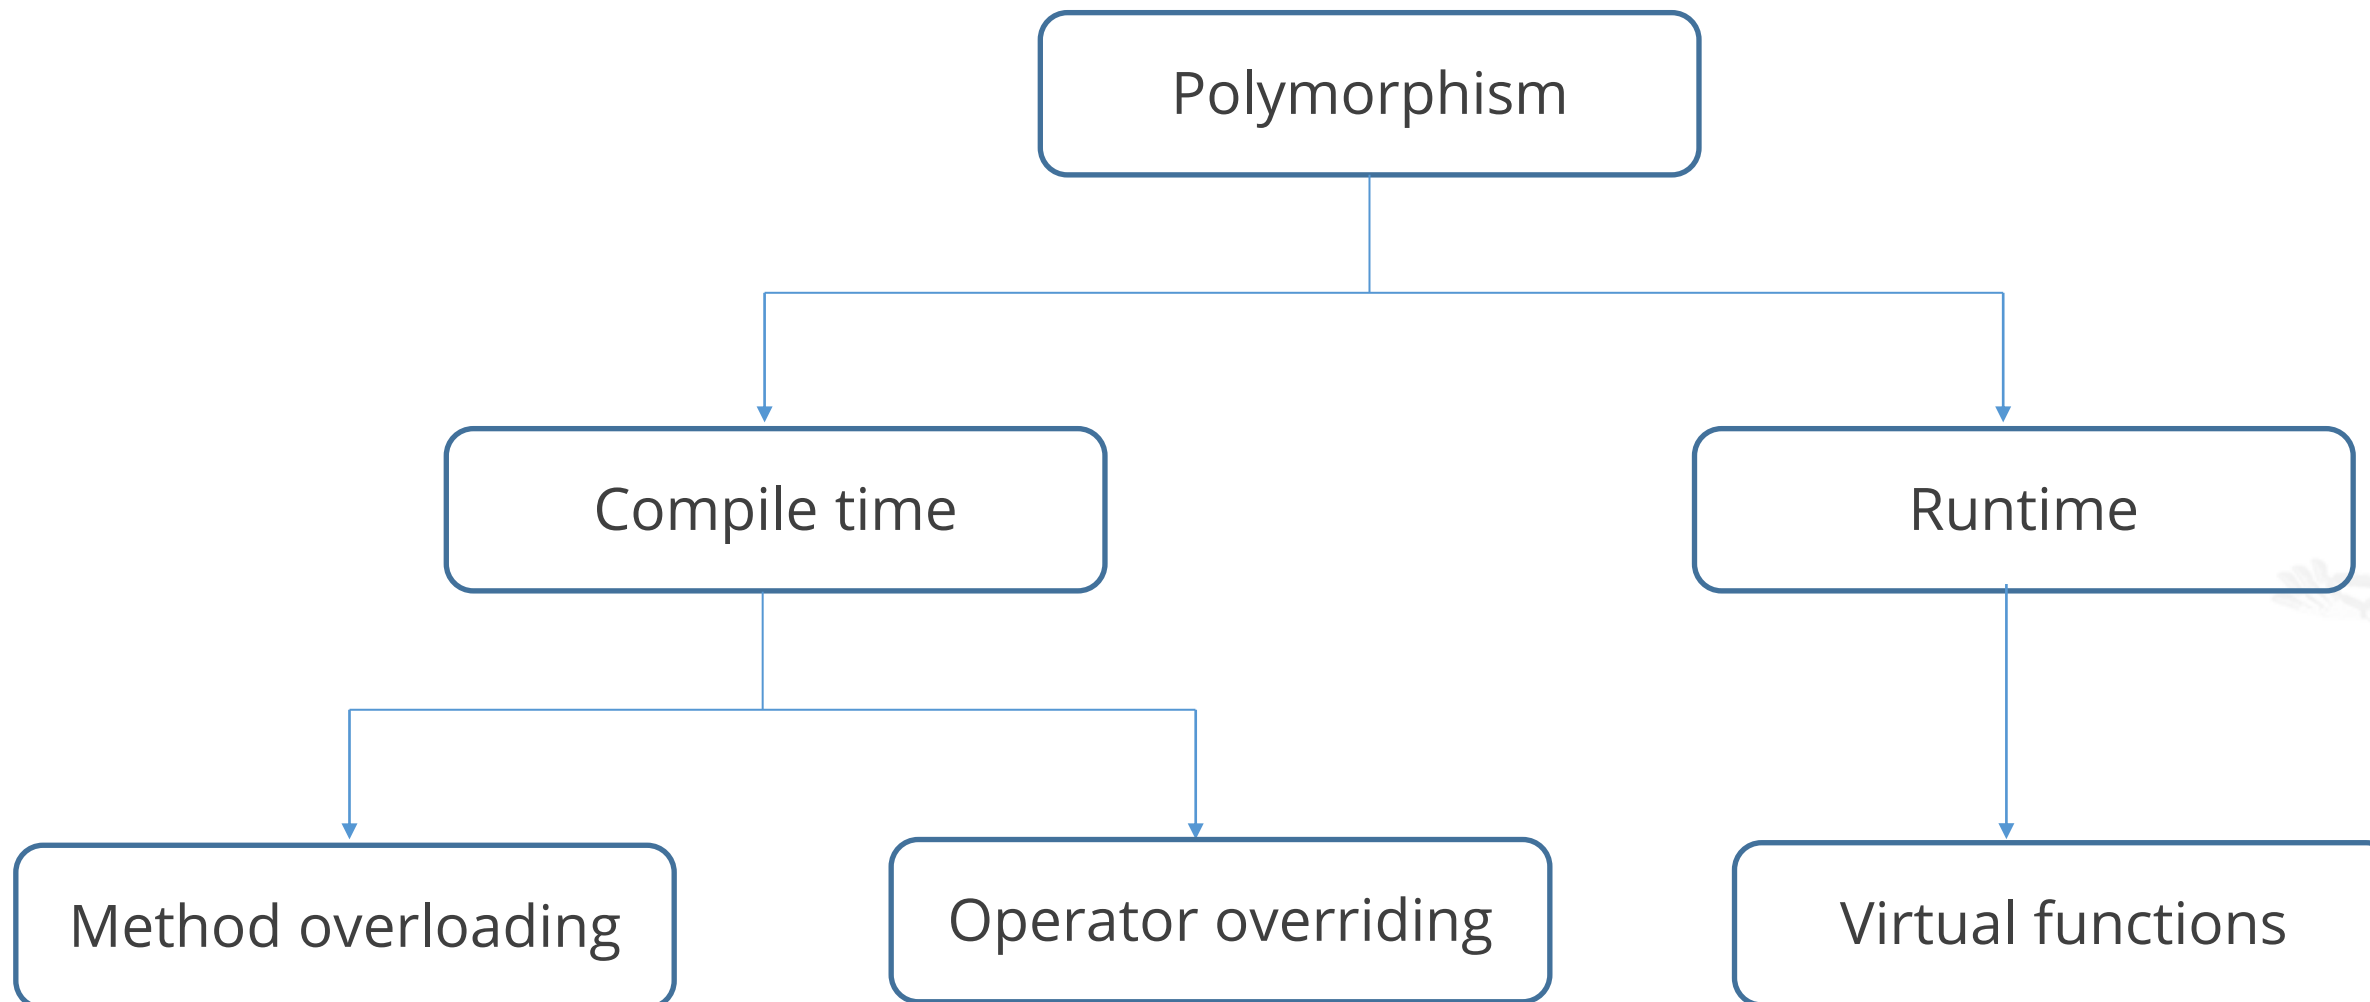 Polymorphism
Compile time
Runtime
Method overloading
Operator overriding
Virtual functions